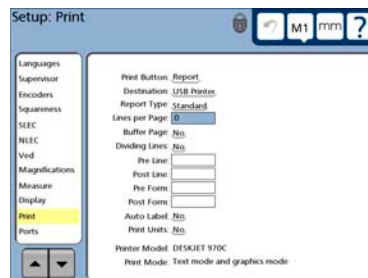 Setup: Print
M1 mm ?
Languages
Supervisor
Encoders
Squareness
SLEC
NLEC
Ved
Magnifications
Measure
Display
Print
Ports
Print Button: Report
Destination: USB Printer
Report Type: Standard
Lines per Page: 0
Buffer Page: No
Dividing Lines: No
Pre Line:
Post Line:
Pre Form:
Post Form:
Auto Label: No
Print Units: No
Printer Model: DESKJET 970C
Print Mode: Text mode and graphics mode